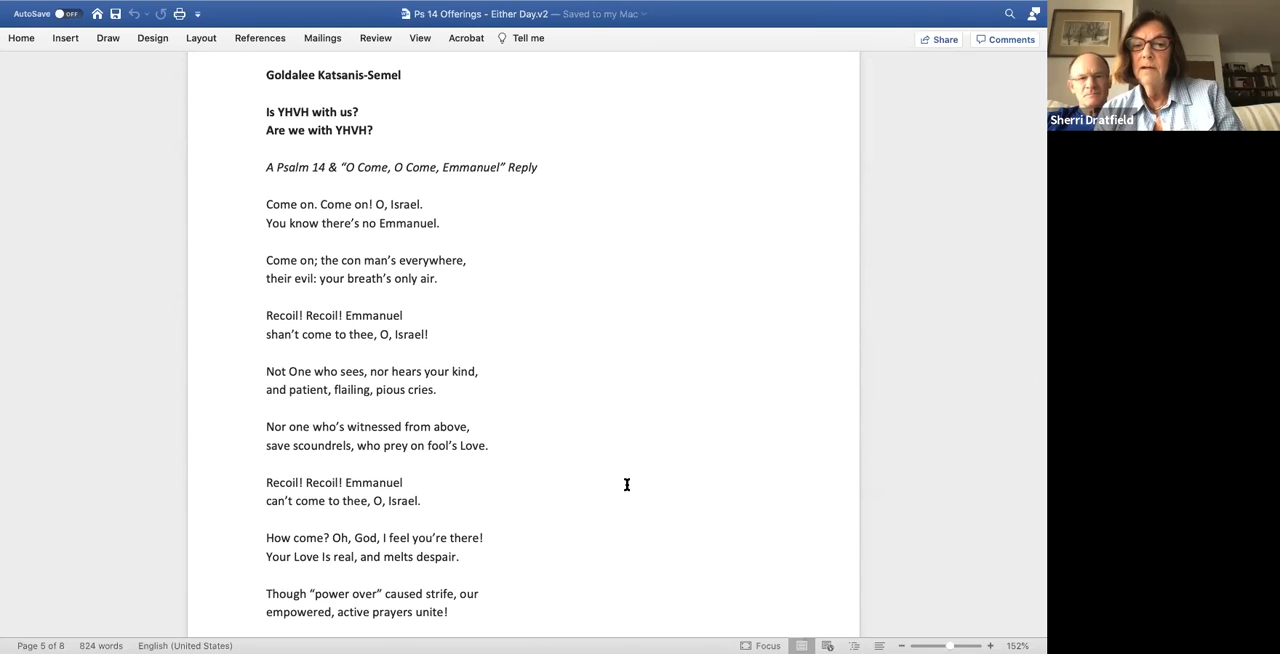 AutoSave OFF
Ps 14 Offerings - Either Day.v2 — Saved to my Mac
Home Insert Draw Design Layout References Mailings Review View Acrobat Tell me Share Comments
Goldalee Katsanis-Semel
Is YHVH with us?
Are we with YHVH?
A Psalm 14 & “O Come, O Come, Emmanuel” Reply
Come on. Come on! O, Israel.
You know there’s no Emmanuel.
Come on; the con man’s everywhere,
their evil: your breath’s only air.
Recoil! Recoil! Emmanuel
shan’t come to thee, O, Israel!
Not One who sees, nor hears your kind,
and patient, flailing, pious cries.
Nor one who’s witnessed from above,
save scoundrels, who prey on fool’s Love.
Recoil! Recoil! Emmanuel
can’t come to thee, O, Israel.
How come? Oh, God, I feel you’re there!
Your Love Is real, and melts despair.
Though “power over” caused strife, our
empowered, active prayers unite!
Page 5 of 8 824 words English (United States) Focus 152%
Sherri Dratfield